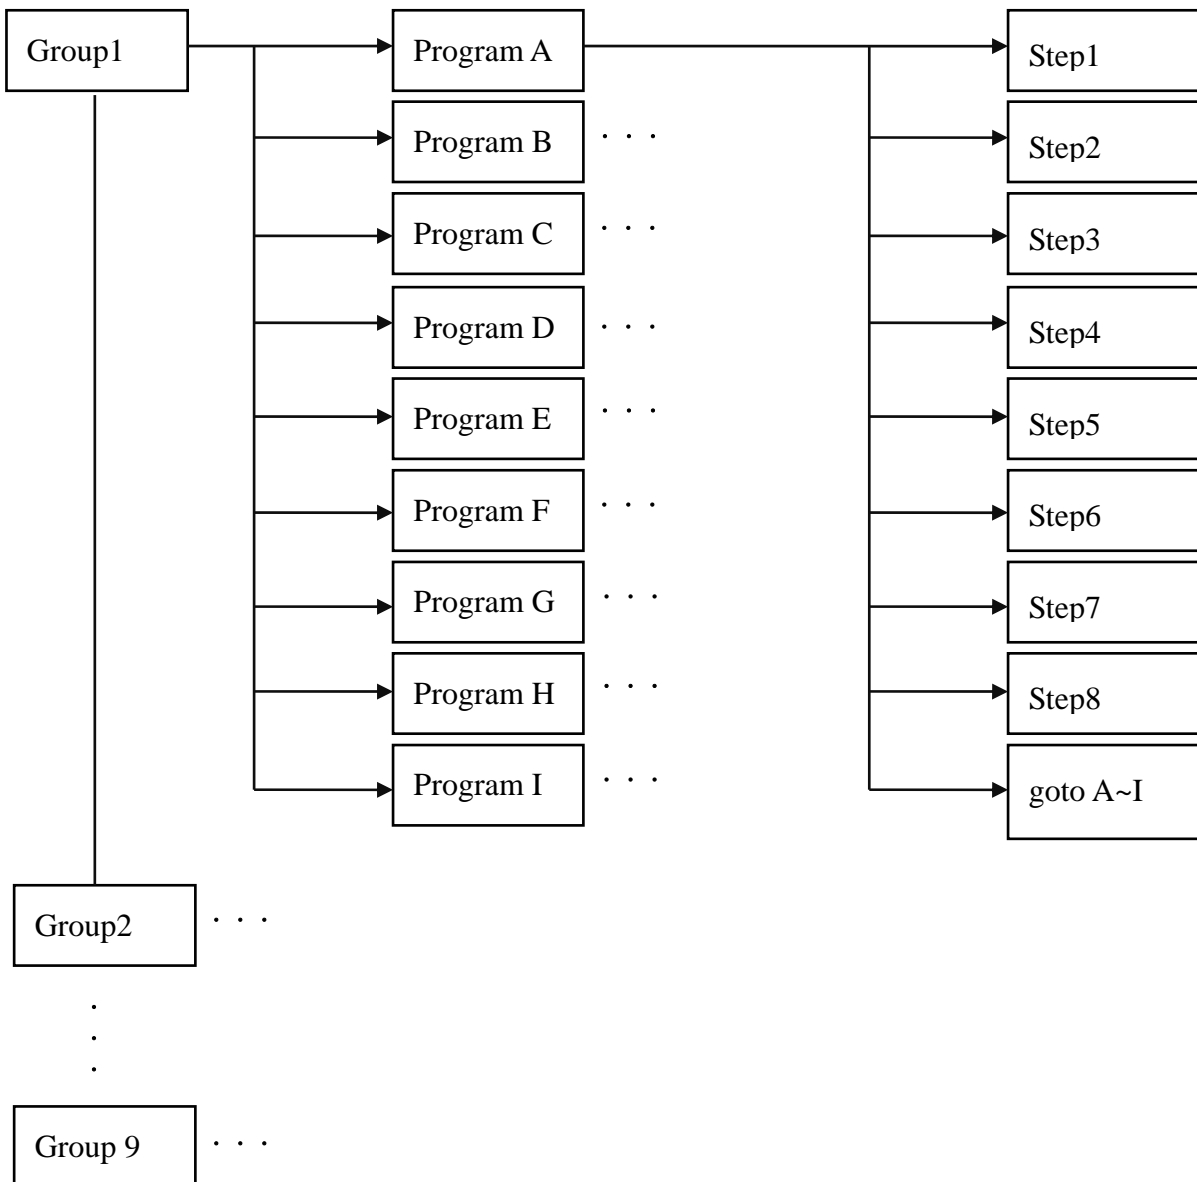 Group1
Program A
Step1
Program B
. . .
Step2
Program C
. . .
Step3
Program D
. . .
Step4
Program E
. . .
Step5
Program F
. . .
Step6
Program G
. . .
Step7
Program H
. . .
Step8
Program I
. . .
goto A~I
Group2
. . .
.
.
.
Group 9
. . .